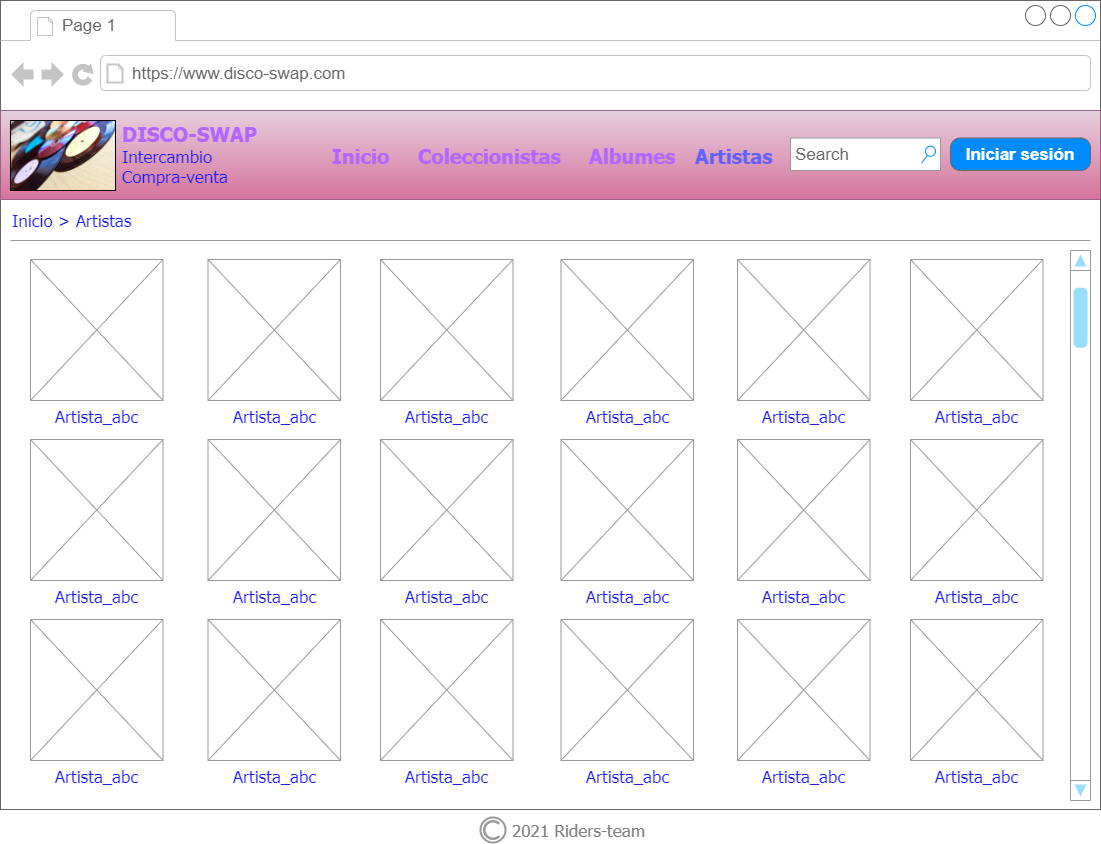 Page 1
https://www.disco-swap.com
DISCO-SWAP
Intercambio
Compra-venta
Inicio Coleccionistas Albumes Artistas Search Iniciar sesión
Inicio > Artistas
Artista_abc Artista_abc Artista_abc Artista_abc Artista_abc Artista_abc
Artista_abc Artista_abc Artista_abc Artista_abc Artista_abc Artista_abc
Artista_abc Artista_abc Artista_abc Artista_abc Artista_abc Artista_abc
© 2021 Riders-team